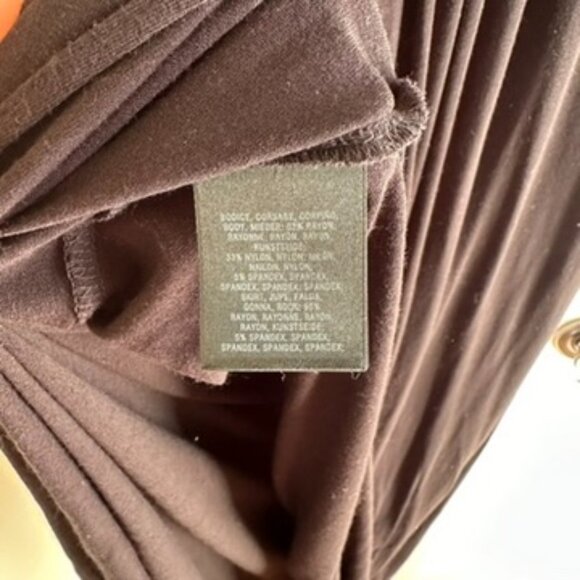 BODICE, CORSAGE, CORPINO,
BODY, MIEDER: 62% RAYON,
RAYONNE, RAYON, RAYON,
KUNSTSEIDE;
33% NYLON, NYLON, NILON,
NAILON, NYLON;
5% SPANDEX, SPANDEX,
SPANDEX, SPANDEX, SPANDEX;
SKIRT, JUPE, FALDA,
GONNA, ROCK: 95%
RAYON, RAYONNE, RAYON,
RAYON, KUNSTSEIDE;
5% SPANDEX, SPANDEX,
SPANDEX, SPANDEX, SPANDEX;